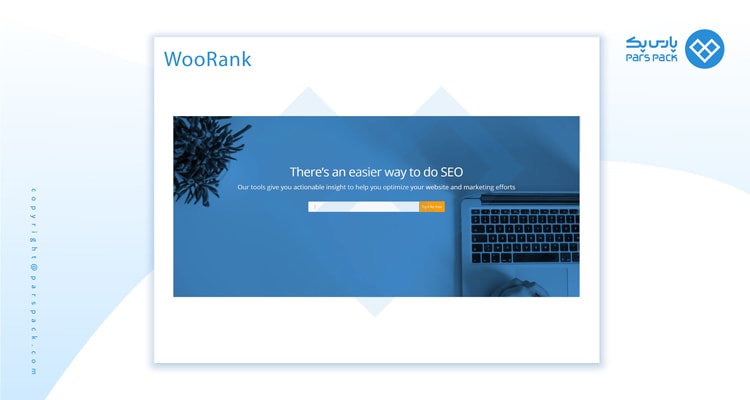 WooRank
پارس پک
Pars Pack
There's an easier way to do SEO
Our tools give you actionable insight to help you optimize your website and marketing efforts
copyright@parspack.com